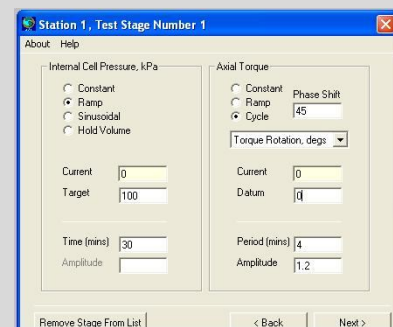 Station 1, Test Stage Number 1
About Help
Internal Cell Pressure, kPa
Constant
Ramp
Sinusoidal
Hold Volume
Current 0
Target 100
Time (mins) 30
Amplitude
Axial Torque
Constant
Ramp
Cycle
Phase Shift
45
Torque Rotation, degs
Current 0
Datum 0
Period (mins) 4
Amplitude 1.2
Remove Stage From List
< Back
Next >